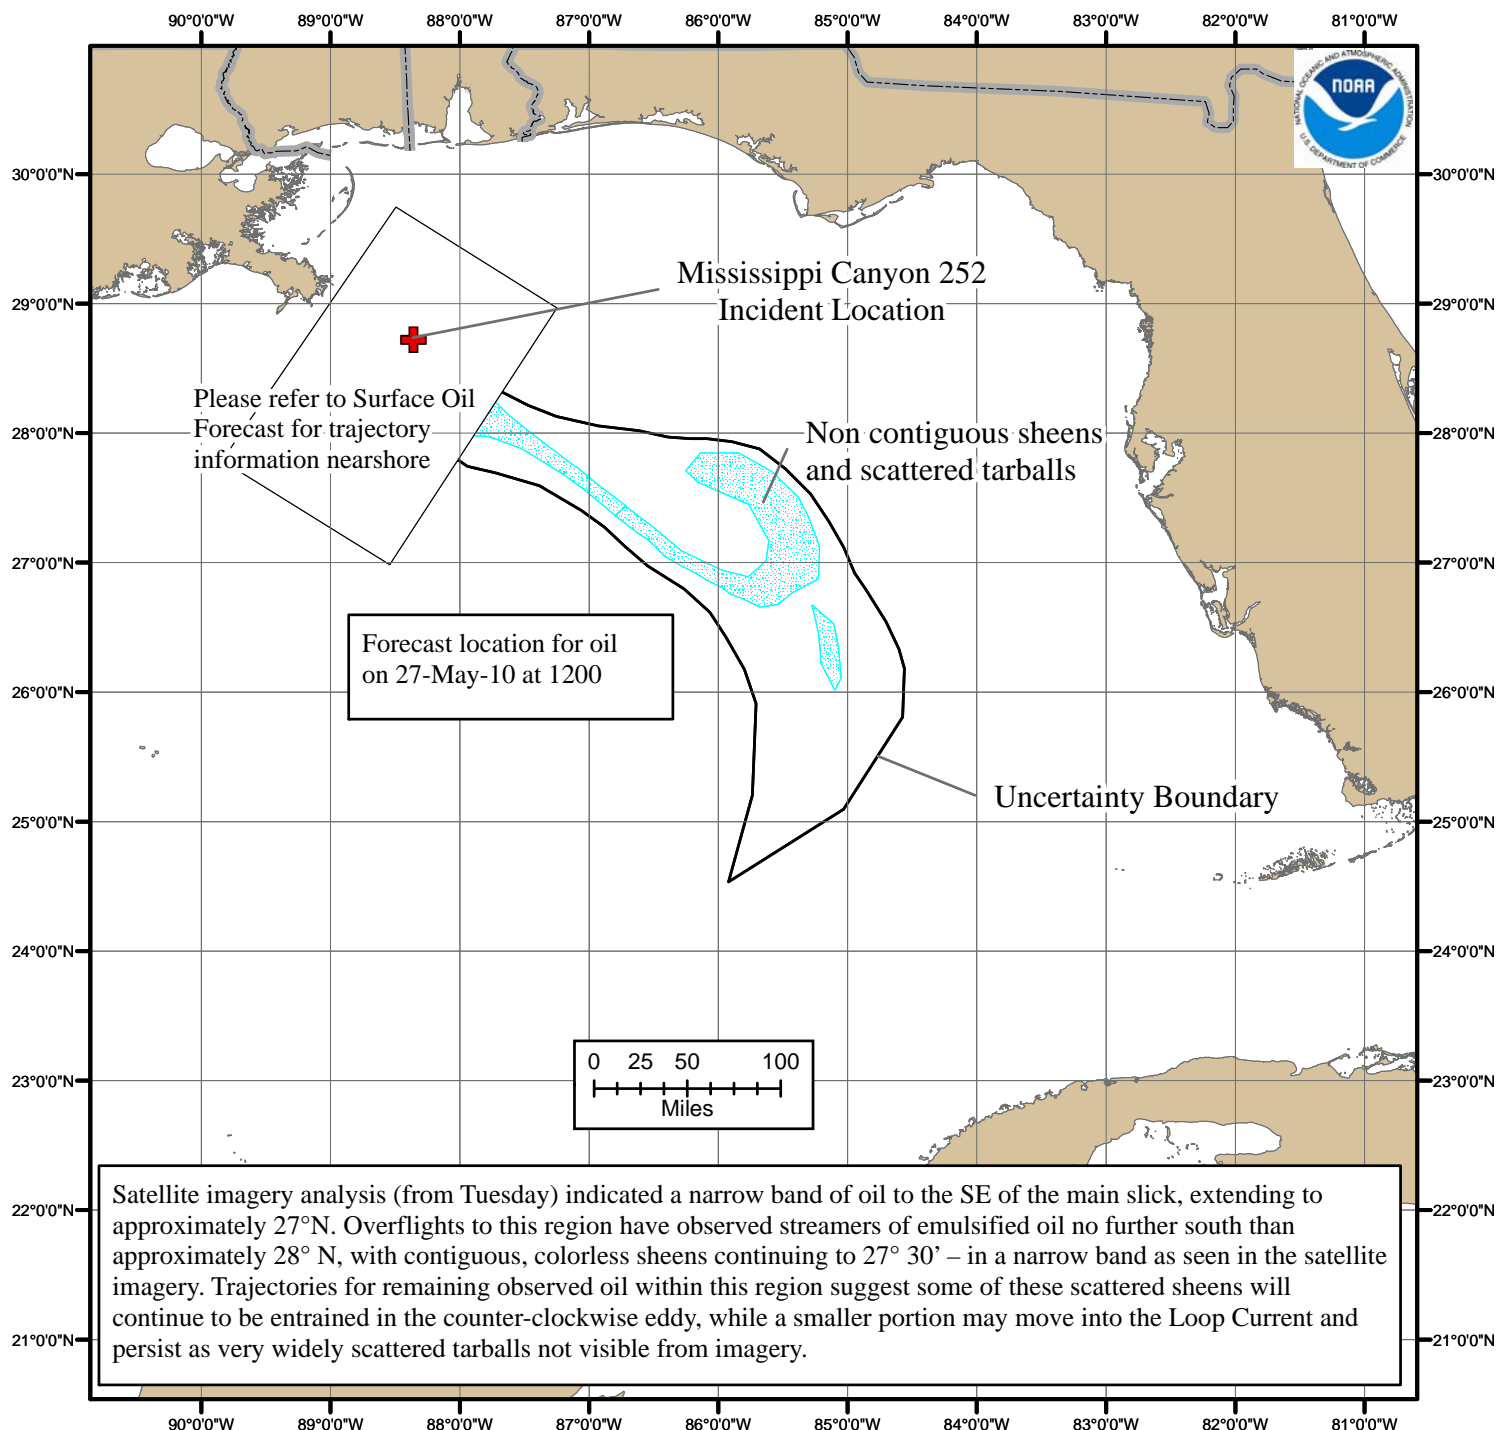 90°0'0"W 89°0'0"W 88°0'0"W 87°0'0"W 86°0'0"W 85°0'0"W 84°0'0"W 83°0'0"W 82°0'0"W 81°0'0"W
NATIONAL OCEANIC AND ATMOSPHERIC ADMINISTRATION
NOAA
U.S. DEPARTMENT OF COMMERCE
30°0'0"N 30°0'0"N
Mississippi Canyon 252
Incident Location
29°0'0"N 29°0'0"N
Please refer to Surface Oil
Forecast for trajectory
information nearshore
Non contiguous sheens
and scattered tarballs
28°0'0"N 28°0'0"N
27°0'0"N 27°0'0"N
Forecast location for oil
on 27-May-10 at 1200
26°0'0"N 26°0'0"N
Uncertainty Boundary
25°0'0"N 25°0'0"N
24°0'0"N 24°0'0"N
0 25 50 100
Miles
23°0'0"N 23°0'0"N
Satellite imagery analysis (from Tuesday) indicated a narrow band of oil to the SE of the main slick, extending to
approximately 27°N. Overflights to this region have observed streamers of emulsified oil no further south than
approximately 28° N, with contiguous, colorless sheens continuing to 27° 30’ – in a narrow band as seen in the satellite
imagery. Trajectories for remaining observed oil within this region suggest some of these scattered sheens will
continue to be entrained in the counter-clockwise eddy, while a smaller portion may move into the Loop Current and
persist as very widely scattered tarballs not visible from imagery.
22°0'0"N 22°0'0"N
21°0'0"N 21°0'0"N
90°0'0"W 89°0'0"W 88°0'0"W 87°0'0"W 86°0'0"W 85°0'0"W 84°0'0"W 83°0'0"W 82°0'0"W 81°0'0"W